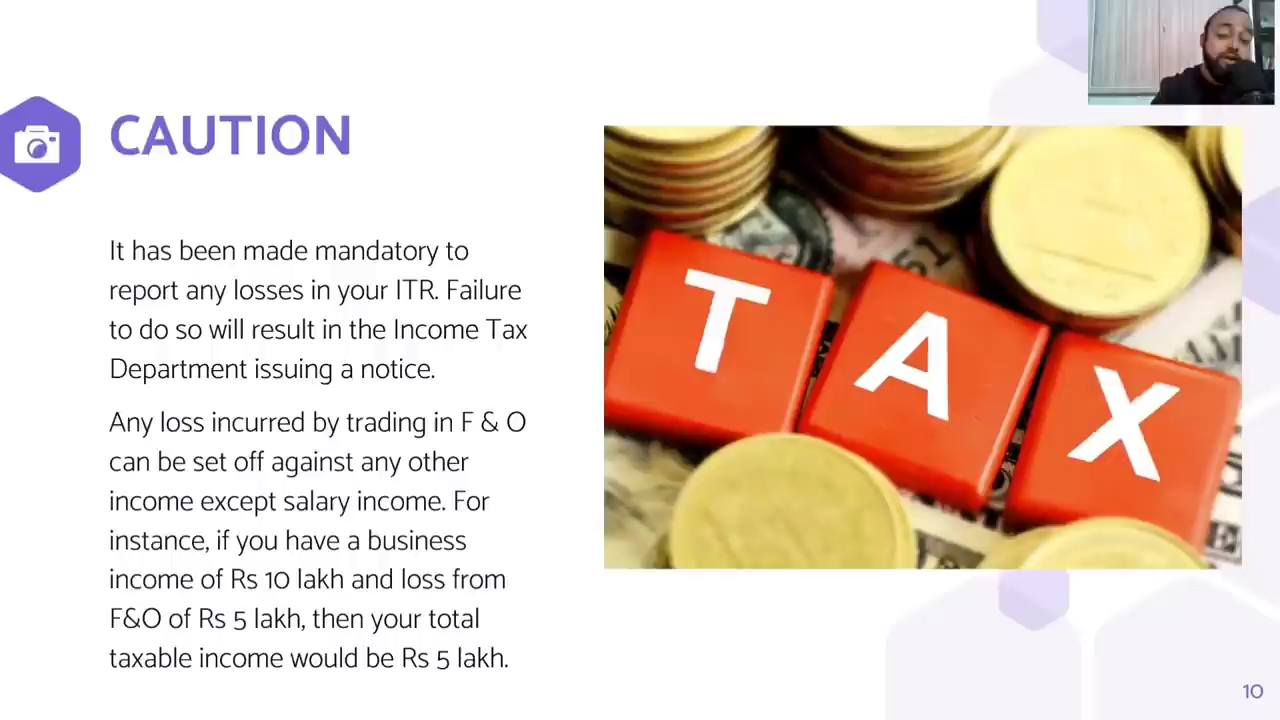 CAUTION
It has been made mandatory to
report any losses in your ITR. Failure
to do so will result in the Income Tax
Department issuing a notice.
Any loss incurred by trading in F & O
can be set off against any other
income except salary income. For
instance, if you have a business
income of Rs 10 lakh and loss from
F&O of Rs 5 lakh, then your total
taxable income would be Rs 5 lakh.
TAX
51
10